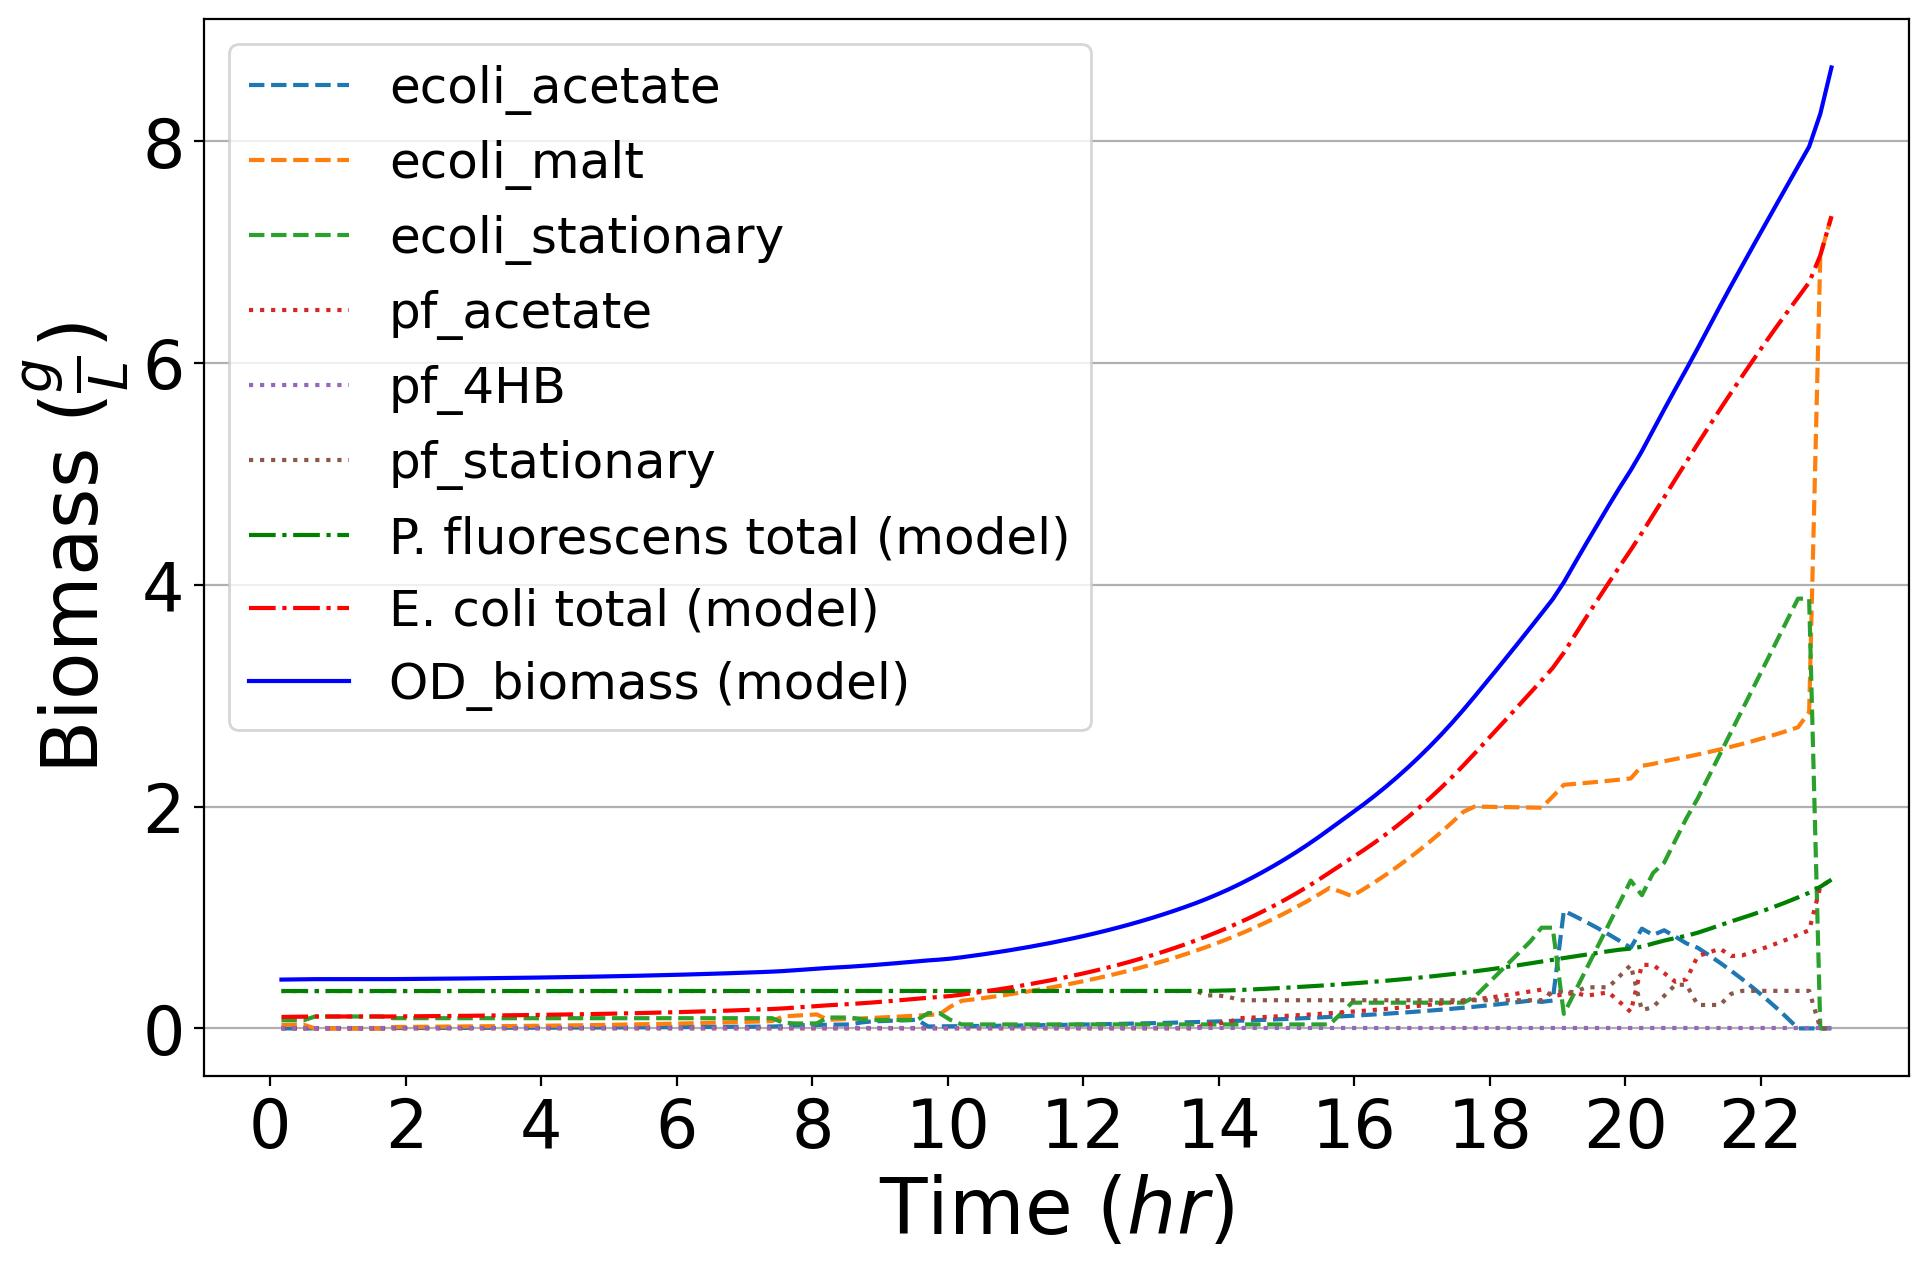 ecoli_acetate
ecoli_malt
ecoli_stationary
pf_acetate
pf_4HB
pf_stationary
P. fluorescens total (model)
E. coli total (model)
OD_biomass (model)
Biomass (g/L)
8
6
4
2
0
0 2 4 6 8 10 12 14 16 18 20 22
Time (hr)